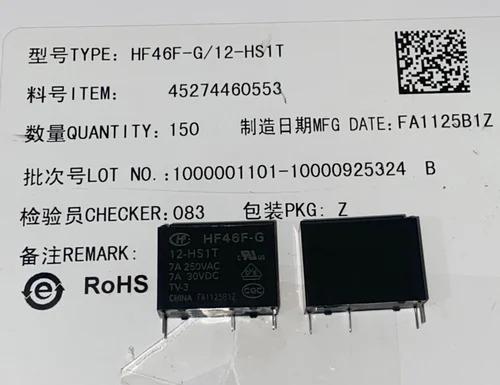 型号TYPE: HF46F-G/12-HS1T
料号ITEM: 45274460553
数量QUANTITY: 150 制造日期MFG DATE: FA1125B1Z
批次号LOT NO.: 1000001101-10000925324 B
检验员CHECKER: 083 包装PKG: Z
备注REMARK:
e RoHS
HF HF46F-G
12-HS1T
7A 250VAC
7A 30VDC
TV-3
CHINA FA1125B1Z
CQC